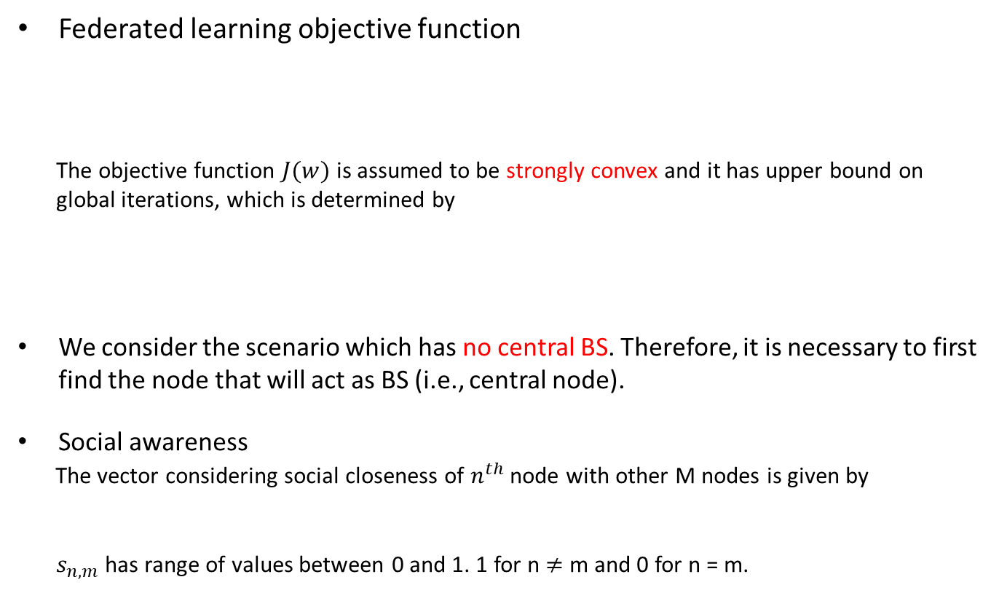 • Federated learning objective function
The objective function J(w) is assumed to be strongly convex and it has upper bound on
global iterations, which is determined by
• We consider the scenario which has no central BS. Therefore, it is necessary to first
find the node that will act as BS (i.e., central node).
• Social awareness
The vector considering social closeness of n^{th} node with other M nodes is given by
s_{n,m} has range of values between 0 and 1. 1 for n ≠ m and 0 for n = m.